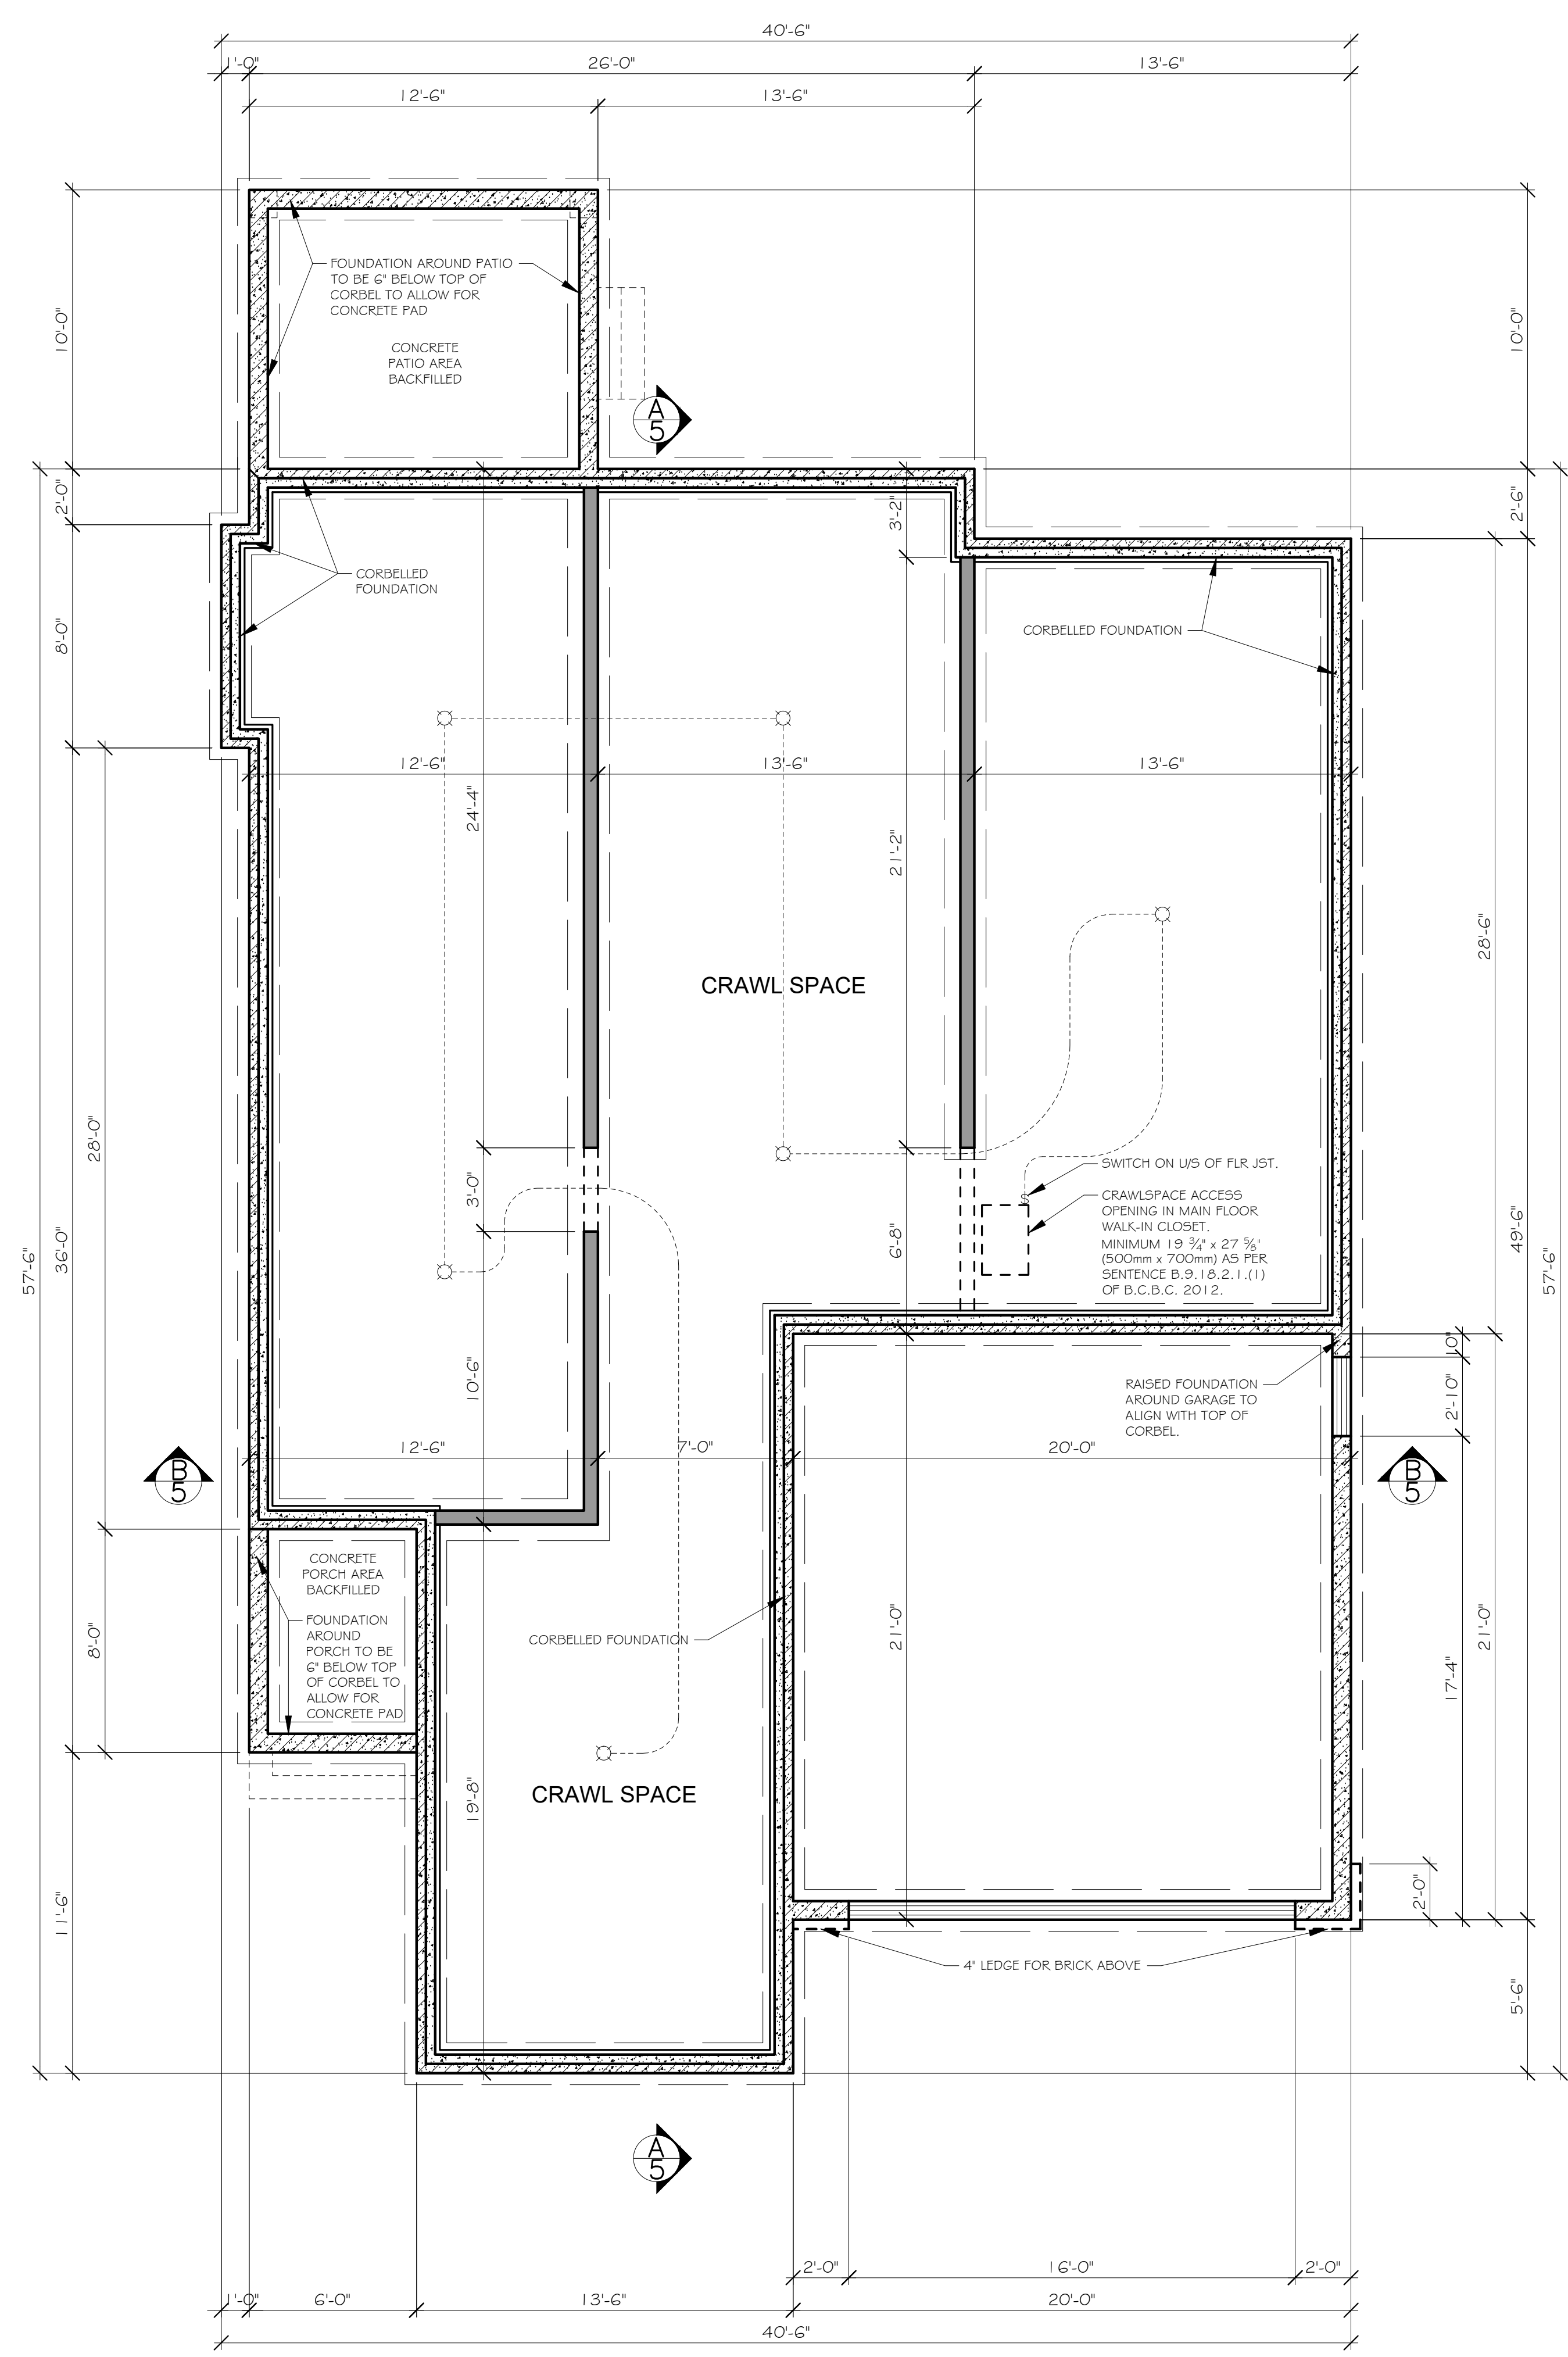 40'-6"
1'-0"
26'-0"
13'-6"
12'-6"
13'-6"
10'-0"
FOUNDATION AROUND PATIO
TO BE 6" BELOW TOP OF
CORBEL TO ALLOW FOR
CONCRETE PAD
CONCRETE
PATIO AREA
BACKFILLED
10'-0"
A
5
2'-0"
3'-2"
2'-6"
8'-0"
CORBELLED
FOUNDATION
CORBELLED FOUNDATION
12'-6"
13'-6"
13'-6"
24'-4"
21'-2"
28'-6"
CRAWL SPACE
28'-0"
36'-0"
57'-6"
3'-0"
6'-8"
SWITCH ON U/S OF FLR JST.
S
CRAWLSPACE ACCESS
OPENING IN MAIN FLOOR
WALK-IN CLOSET.
MINIMUM 19 3/4" x 27 5/8"
(500mm x 700mm) AS PER
SENTENCE B.9.18.2.1.(1)
OF B.C.B.C. 2012.
49'-6"
57'-6"
10"
2'-10"
10'-6"
RAISED FOUNDATION
AROUND GARAGE TO
ALIGN WITH TOP OF
CORBEL.
12'-6"
7'-0"
20'-0"
B
5
B
5
CONCRETE
PORCH AREA
BACKFILLED
FOUNDATION
AROUND
PORCH TO BE
6" BELOW TOP
OF CORBEL TO
ALLOW FOR
CONCRETE PAD
8'-0"
CORBELLED FOUNDATION
21'-0"
21'-0"
17'-4"
CRAWL SPACE
19'-8"
11'-6"
2'-0"
4" LEDGE FOR BRICK ABOVE
5'-6"
A
5
2'-0"
16'-0"
2'-0"
1'-0"
6'-0"
13'-6"
20'-0"
40'-6"